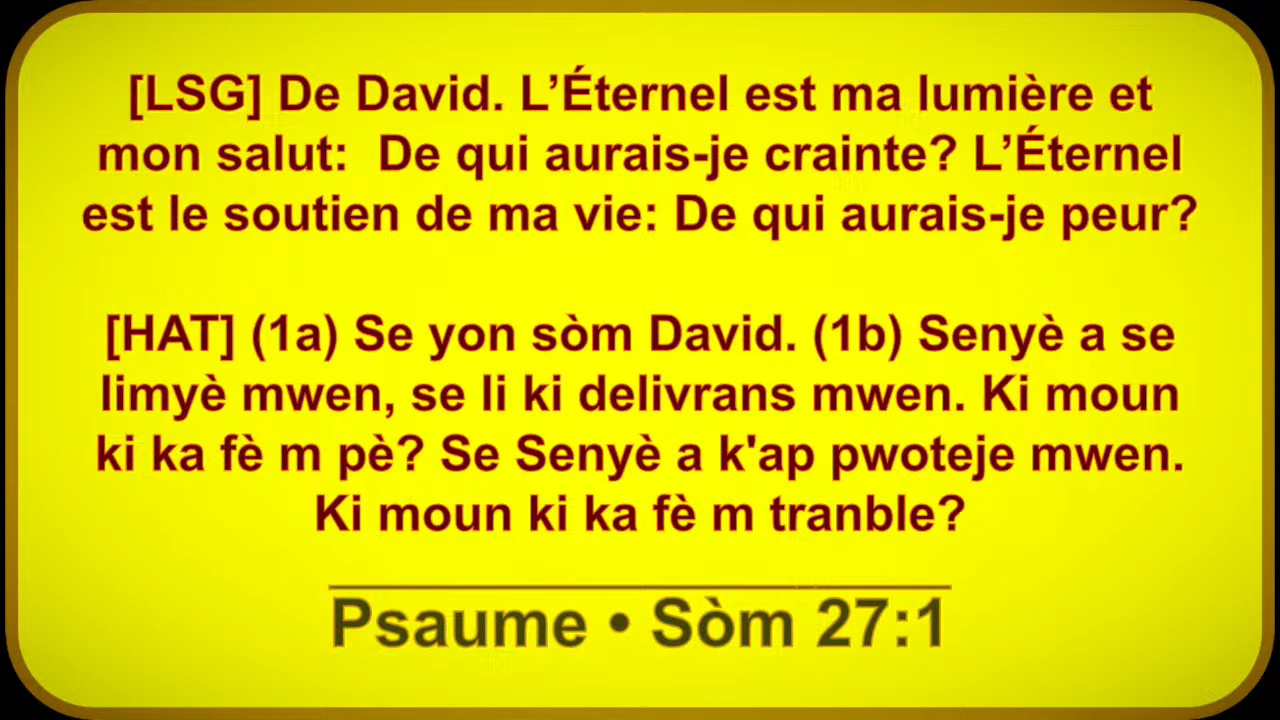 [LSG] De David. L’Éternel est ma lumière et
mon salut:  De qui aurais-je crainte? L’Éternel
est le soutien de ma vie: De qui aurais-je peur?
[HAT] (1a) Se yon sòm David. (1b) Senyè a se
limyè mwen, se li ki delivrans mwen. Ki moun
ki ka fè m pè? Se Senyè a k'ap pwoteje mwen.
Ki moun ki ka fè m tranble?
Psaume • Sòm 27:1